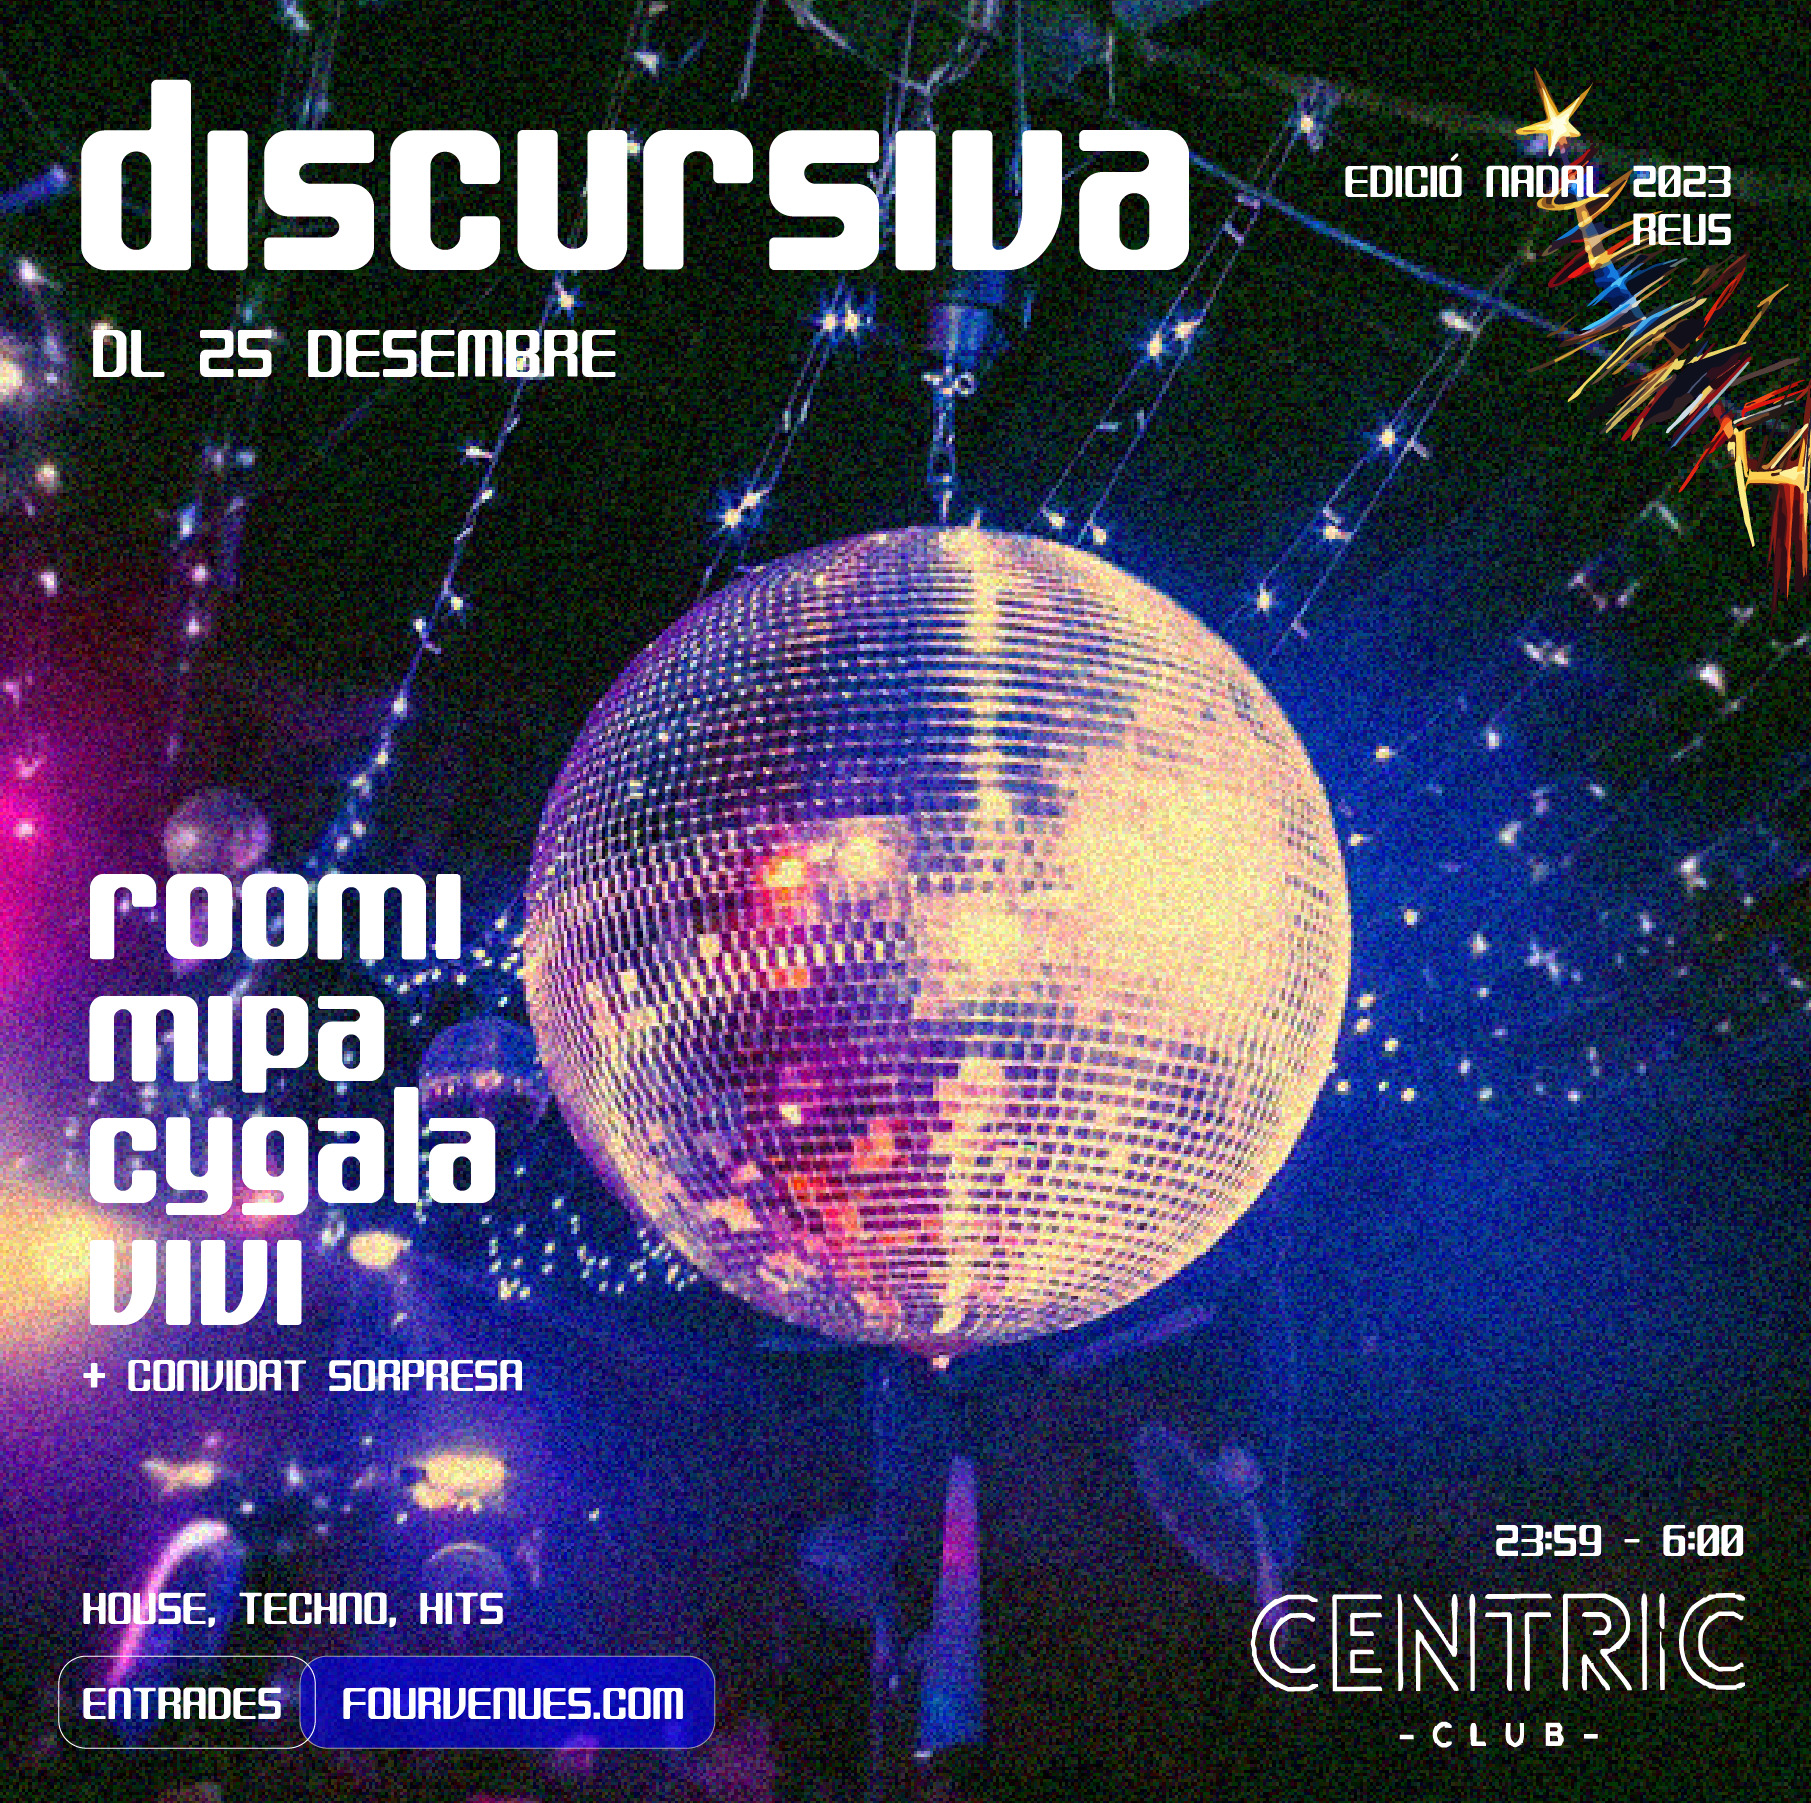 discursiva
EDICIÓ NADAL 2023
REUS
DL 25 DESEMBRE
roomi
mipa
cygala
vivi
+ CONVIDAT SORPRESA
23:59 - 6:00
HOUSE, TECHNO, HITS
CENTRIC
- CLUB -
ENTRADES FOURVENUES.COM